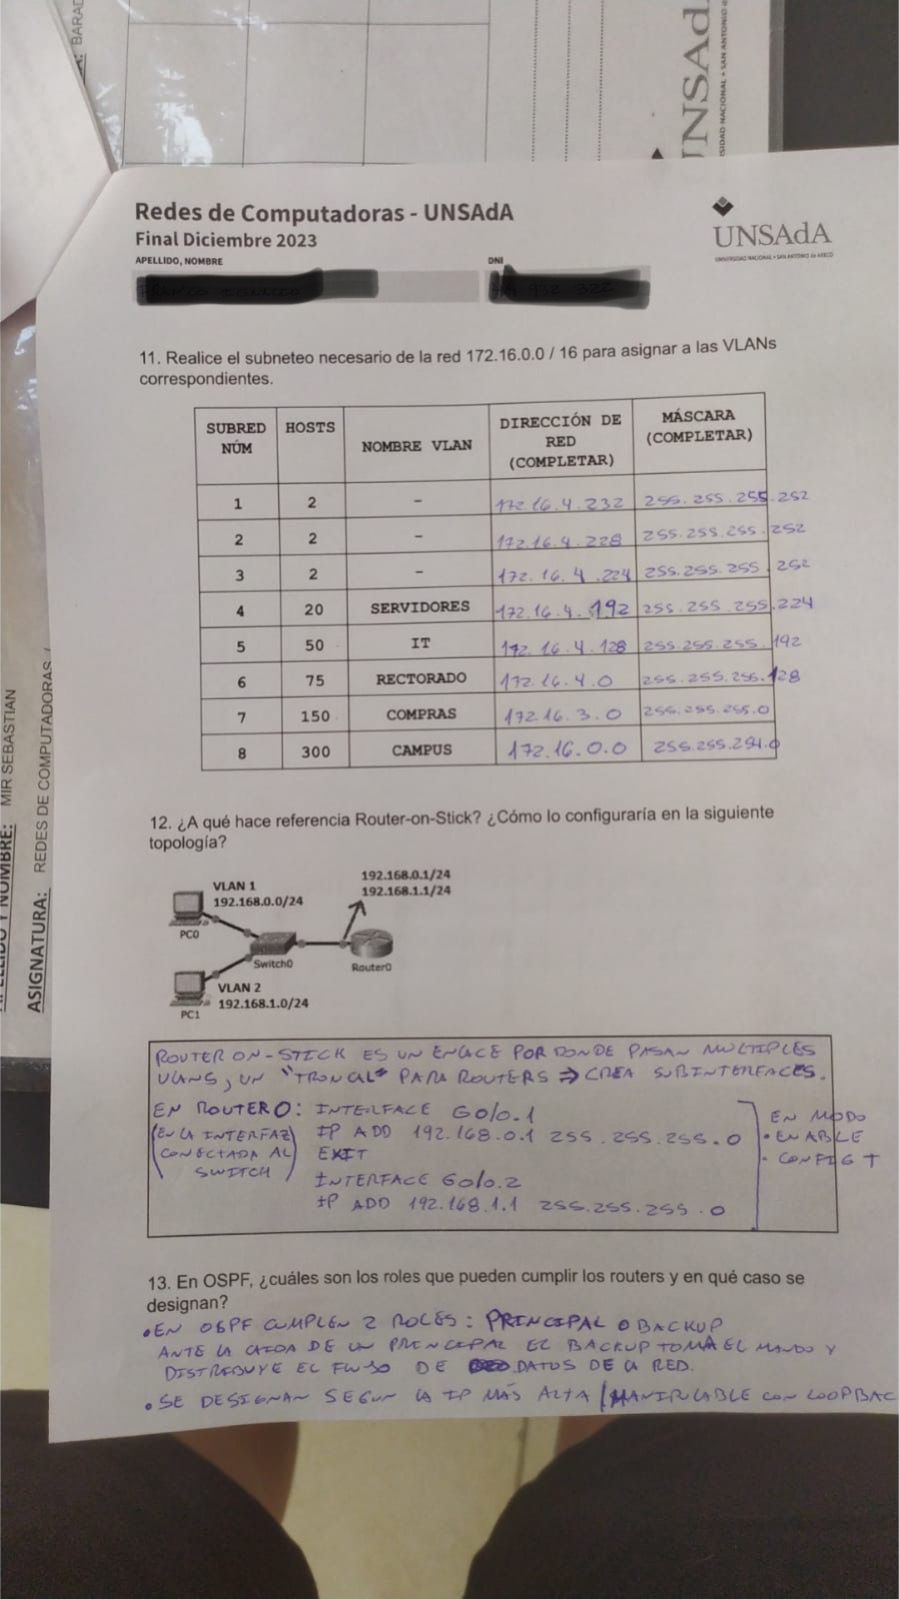 BARAD
UNSAd
SIDAD NACIONAL • SAN ANTONIO
MIR SEBASTIAN
ASIGNATURA: REDES DE COMPUTADORAS
Redes de Computadoras - UNSAdA
Final Diciembre 2023
APELLIDO, NOMBRE
DNI
UNSAdA
UNIVERSIDAD NACIONAL • SAN ANTONIO de ARECO
11. Realice el subneteo necesario de la red 172.16.0.0 / 16 para asignar a las VLANs
correspondientes.
SUBRED NÚM HOSTS NOMBRE VLAN DIRECCIÓN DE RED (COMPLETAR) MÁSCARA (COMPLETAR)
1 2 - 172.16.4.232 255.255.255.252
2 2 - 172.16.4.228 255.255.255.252
3 2 - 172.16.4.224 255.255.255.252
4 20 SERVIDORES 172.16.4.192 255.255.255.224
5 50 IT 172.16.4.128 255.255.255.192
6 75 RECTORADO 172.16.4.0 255.255.255.128
7 150 COMPRAS 172.16.3.0 255.255.255.0
8 300 CAMPUS 172.16.0.0 255.255.254.0
12. ¿A qué hace referencia Router-on-Stick? ¿Cómo lo configuraría en la siguiente
topología?
192.168.0.1/24
192.168.1.1/24
VLAN 1
192.168.0.0/24
PC0
Switch0
Router0
VLAN 2
192.168.1.0/24
PC1
ROUTER ON-STICK ES UN ENLACE POR DONDE PASAN MULTIPLES
VLANS, UN "TRONCAL" PARA ROUTERS ⇒ CREA SUBINTERFACES.
EN ROUTER0: INTERFACE G0/0.1
(EN LA INTERFAZ CONECTADA AL SWITCH)
IP ADD 192.168.0.1 255.255.255.0
EXIT
INTERFACE G0/0.2
IP ADD 192.168.1.1 255.255.255.0
EN MODO
• ENABLE
• CONFIG T
13. En OSPF, ¿cuáles son los roles que pueden cumplir los routers y en qué caso se
designan?
• EN OSPF CUMPLEN 2 ROLES: PRINCIPAL O BACKUP
ANTE LA CAIDA DE UN PRINCIPAL EL BACKUP TOMA EL MANDO Y
DISTRIBUYE EL FLUJO DE DATOS DE LA RED.
• SE DESIGNAN SEGUN LA IP MÁS ALTA / MANIPULABLE CON LOOPBAC